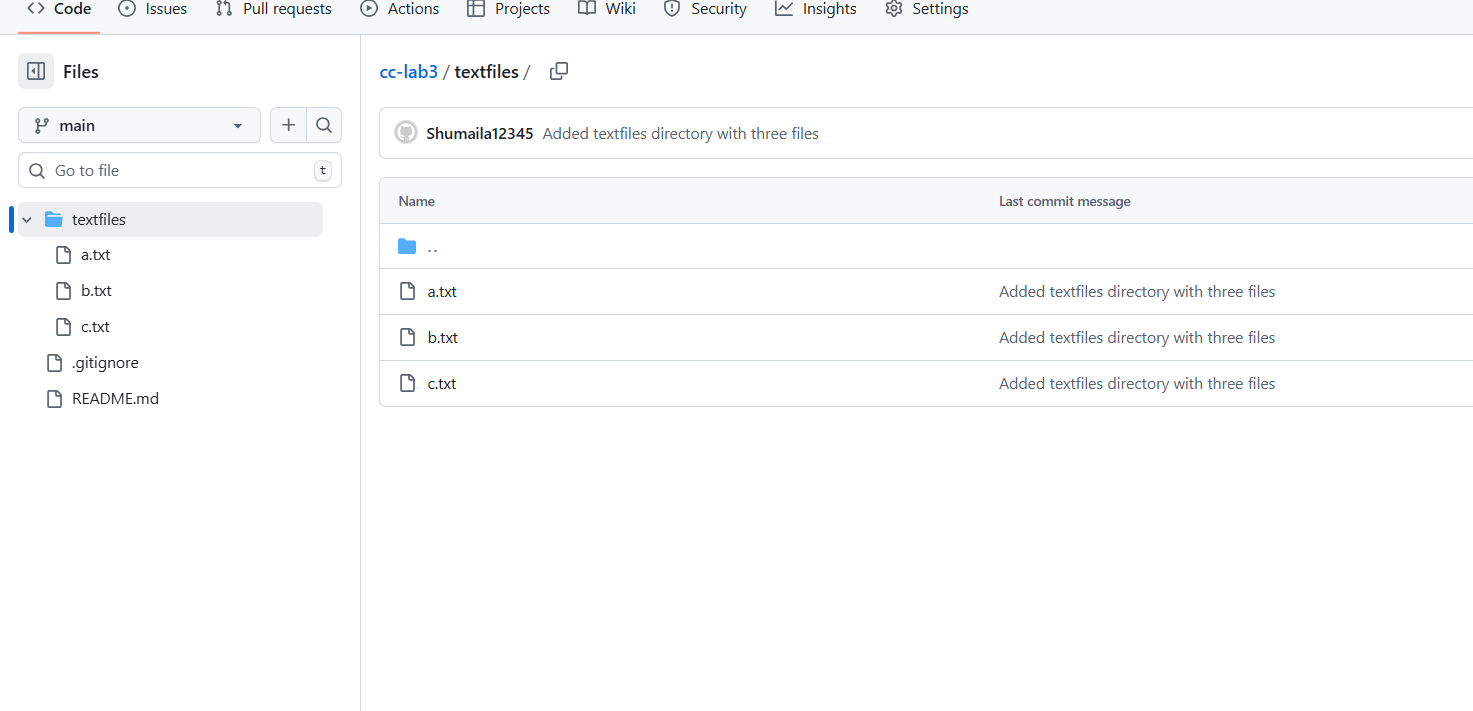 Code Issues Pull requests Actions Projects Wiki Security Insights Settings
Files
main
Go to file t
textfiles
a.txt
b.txt
c.txt
.gitignore
README.md
cc-lab3 / textfiles /
Shumaila12345 Added textfiles directory with three files
Name Last commit message
..
a.txt Added textfiles directory with three files
b.txt Added textfiles directory with three files
c.txt Added textfiles directory with three files